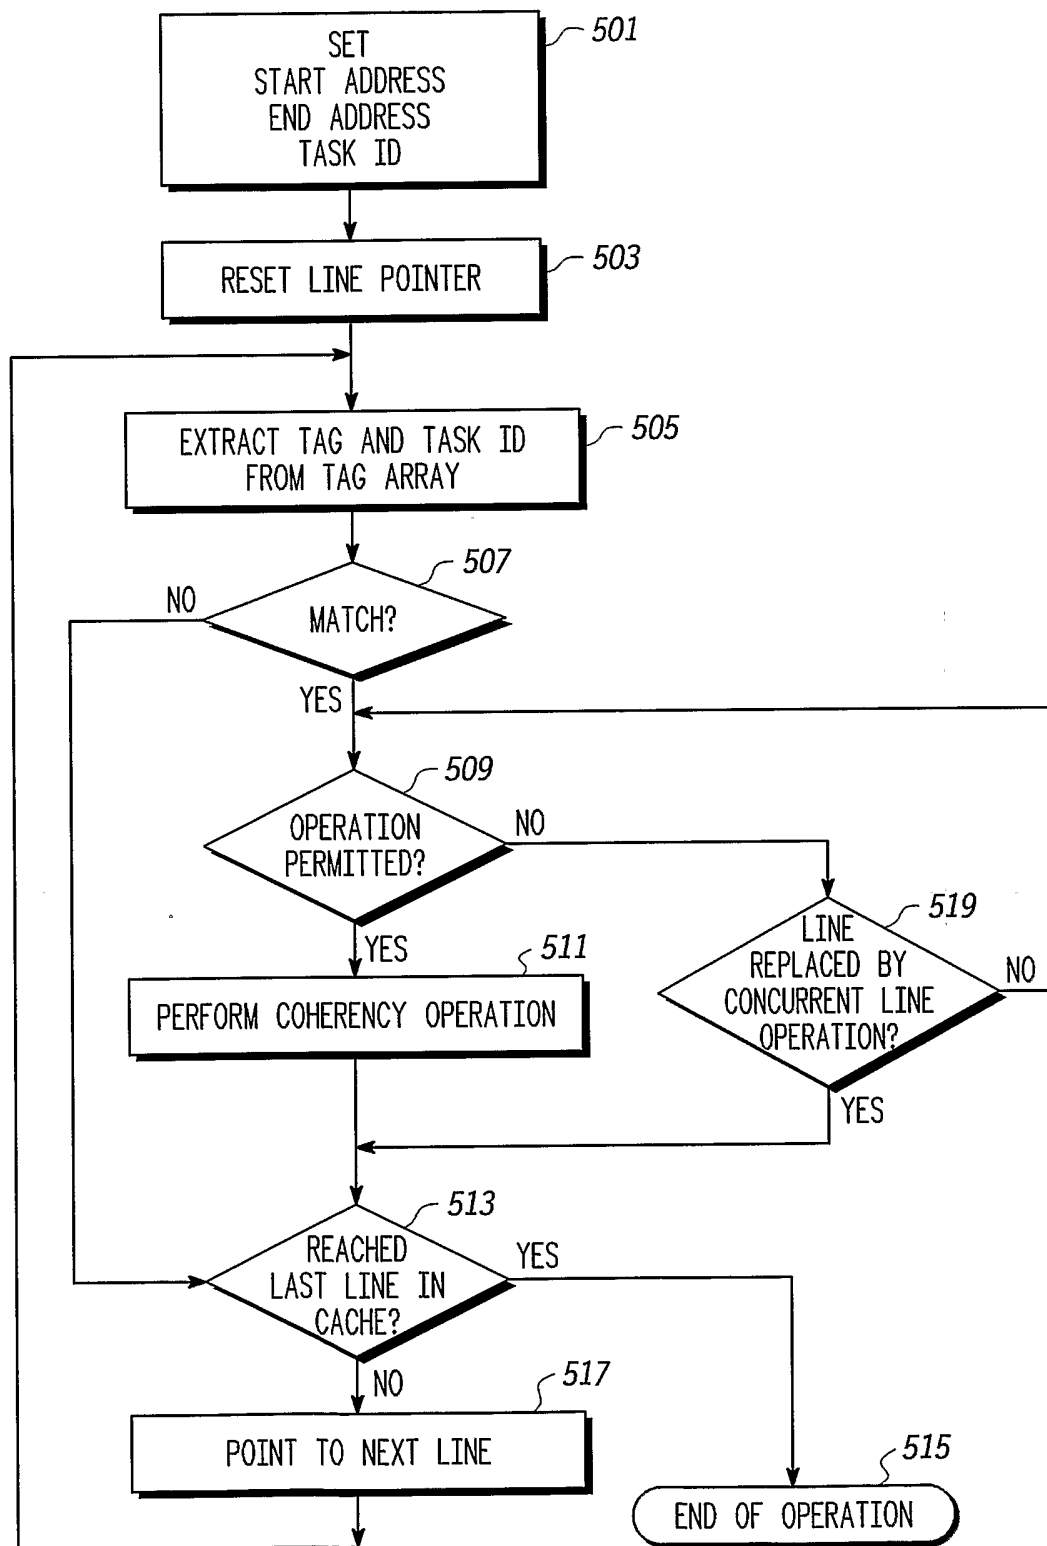 SET
START ADDRESS
END ADDRESS
TASK ID
501
RESET LINE POINTER
503
EXTRACT TAG AND TASK ID
FROM TAG ARRAY
505
507
MATCH?
NO
YES
509
OPERATION
PERMITTED?
NO
YES
519
LINE
REPLACED BY
CONCURRENT LINE
OPERATION?
NO
YES
511
PERFORM COHERENCY OPERATION
513
REACHED
LAST LINE IN
CACHE?
YES
NO
517
POINT TO NEXT LINE
515
END OF OPERATION